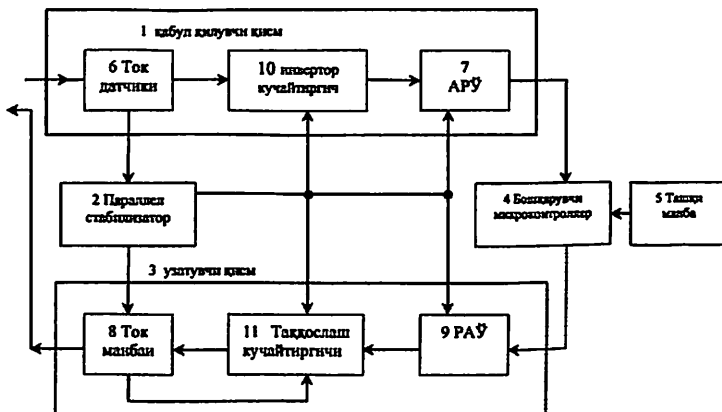 1 қабул қилувчи қисм
6 Ток
датчики
10 инвертор
кучайтиргич
7
АРЎ
2 Параллел
стабилизатор
4 Бошқарувчи
микроконтроллер
5 Ташқи
манба
3 узатувчи қисм
8 Ток
манбаи
11 Таққослаш
кучайтиргичи
9 РАЎ